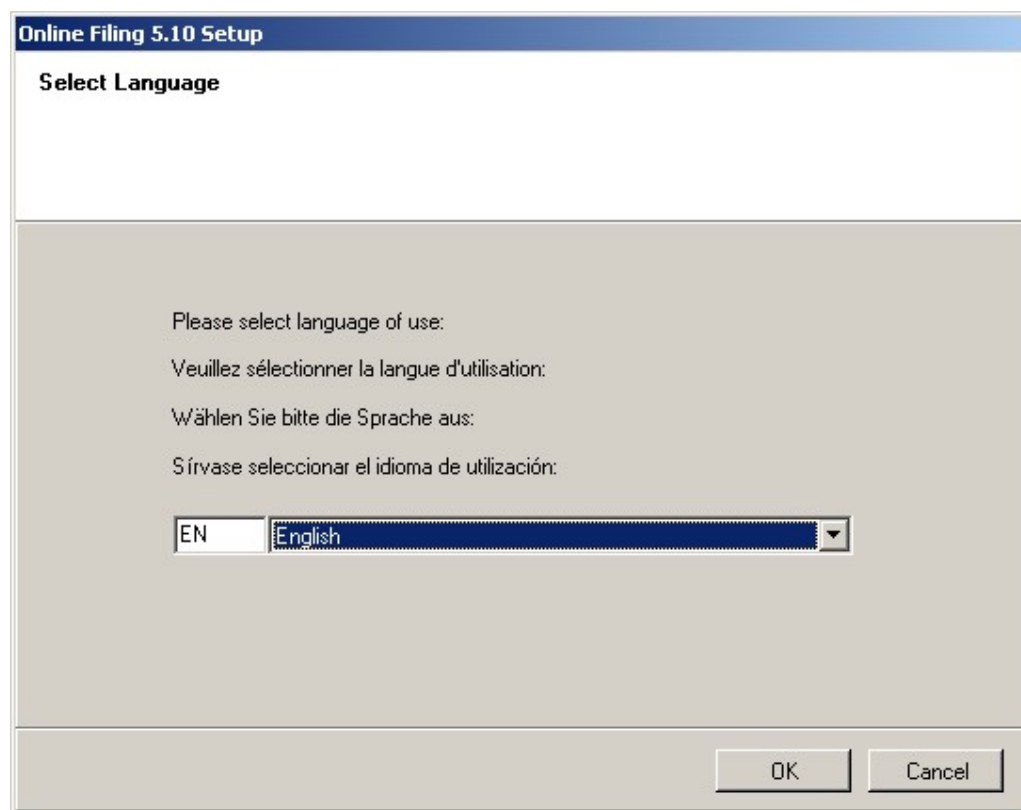 Online Filing 5.10 Setup
Select Language
Please select language of use:
Veuillez sélectionner la langue d'utilisation:
Wählen Sie bitte die Sprache aus:
Sírvase seleccionar el idioma de utilización:
EN English
OK Cancel